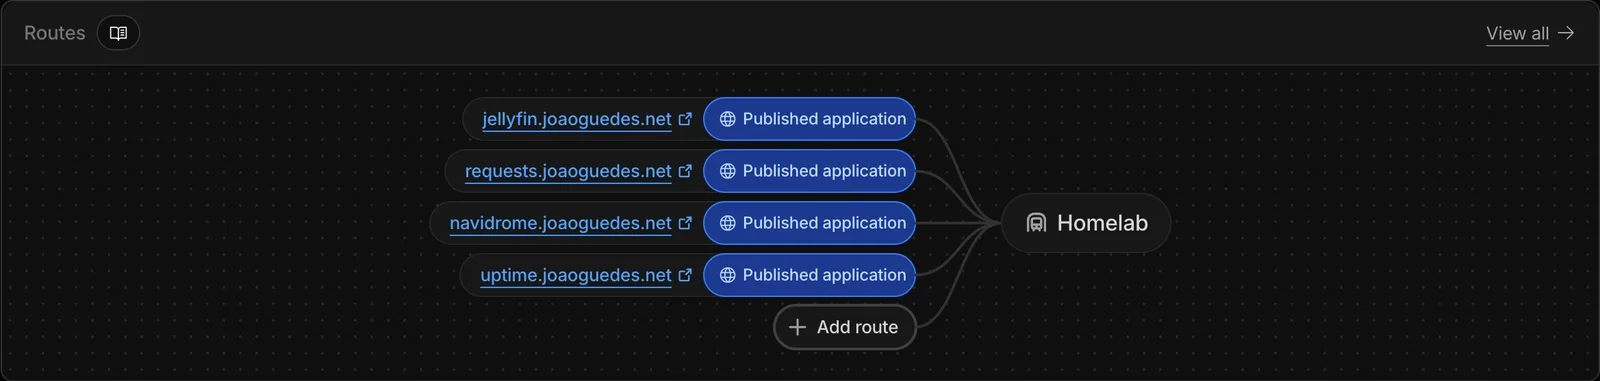 Routes
View all
jellyfin.joaoguedes.net Published application
requests.joaoguedes.net Published application
navidrome.joaoguedes.net Published application
Homelab
uptime.joaoguedes.net Published application
Add route